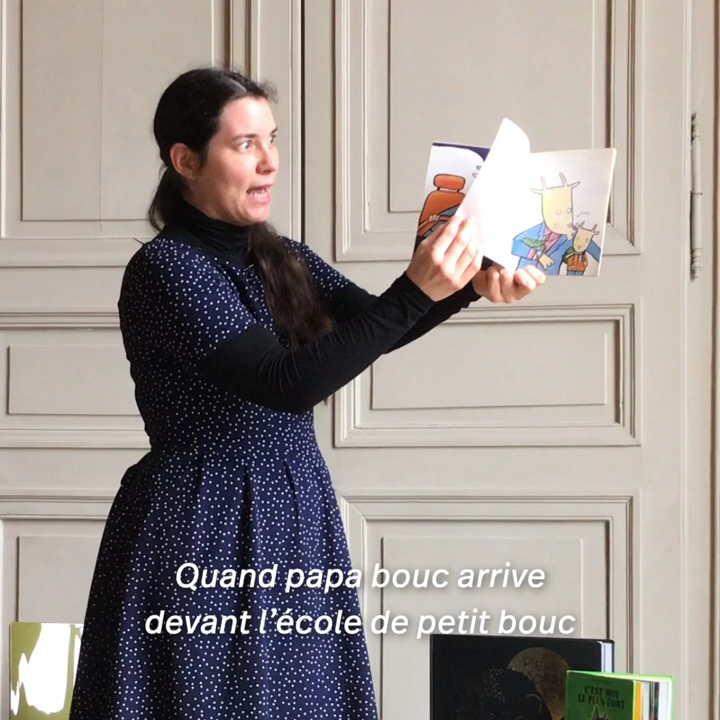 Quand papa bouc arrive
devant l'école de petit bouc
C'EST MOI
LE PLUS FORT